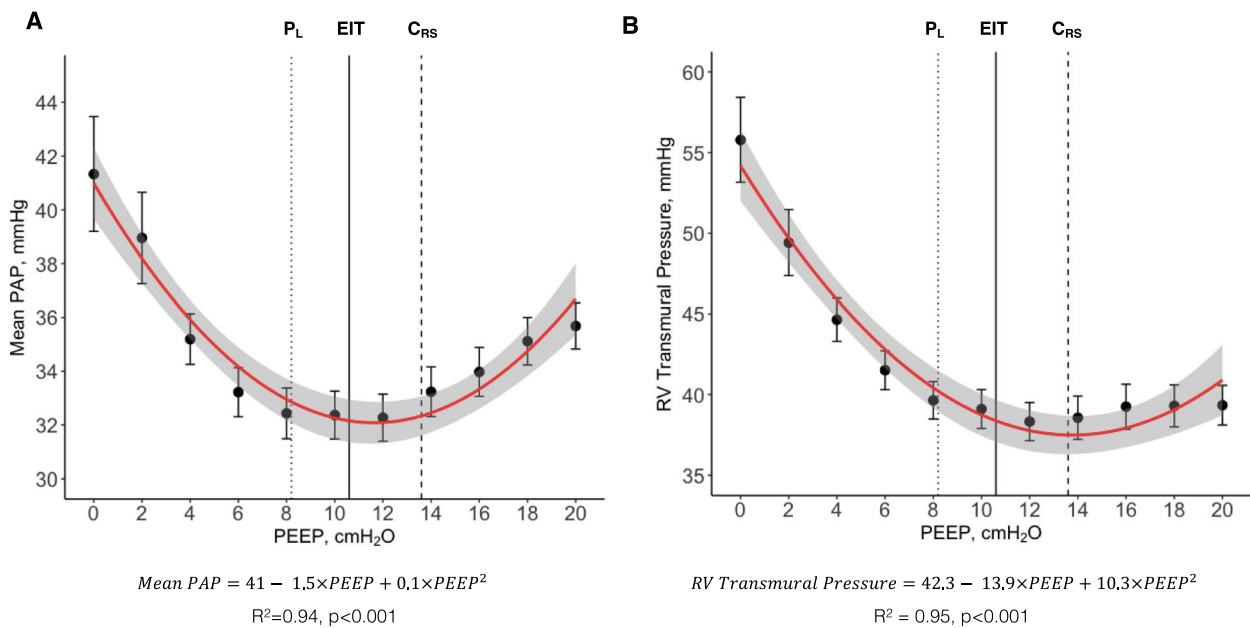 A
P_L EIT C_RS
Mean PAP, mmHg
44
42
40
38
36
34
32
30
0 2 4 6 8 10 12 14 16 18 20
PEEP, cmH₂O
Mean PAP = 41 − 1.5×PEEP + 0.1×PEEP²
R²=0.94, p<0.001
B
P_L EIT C_RS
RV Transmural Pressure, mmHg
60
55
50
45
40
35
0 2 4 6 8 10 12 14 16 18 20
PEEP, cmH₂O
RV Transmural Pressure = 42.3 − 13.9×PEEP + 10.3×PEEP²
R² = 0.95, p<0.001